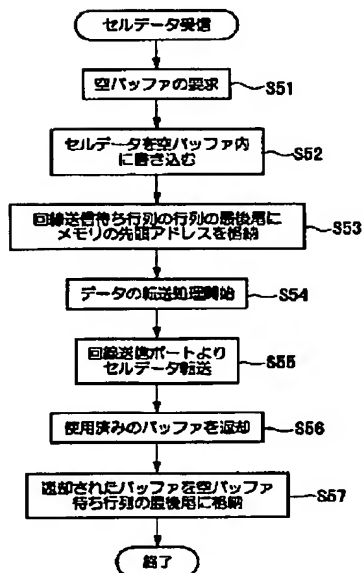 セルデータ受信
空バッファの要求
S51
セルデータを空バッファ内
に書き込む
S52
回線送信待ち行列の行列の最後尾に
メモリの先頭アドレスを格納
S53
データの転送処理開始
S54
回線送信ポートより
セルデータ転送
S55
使用済みのバッファを返却
S56
返却されたバッファを空バッファ
待ち行列の最後尾に格納
S57
終了